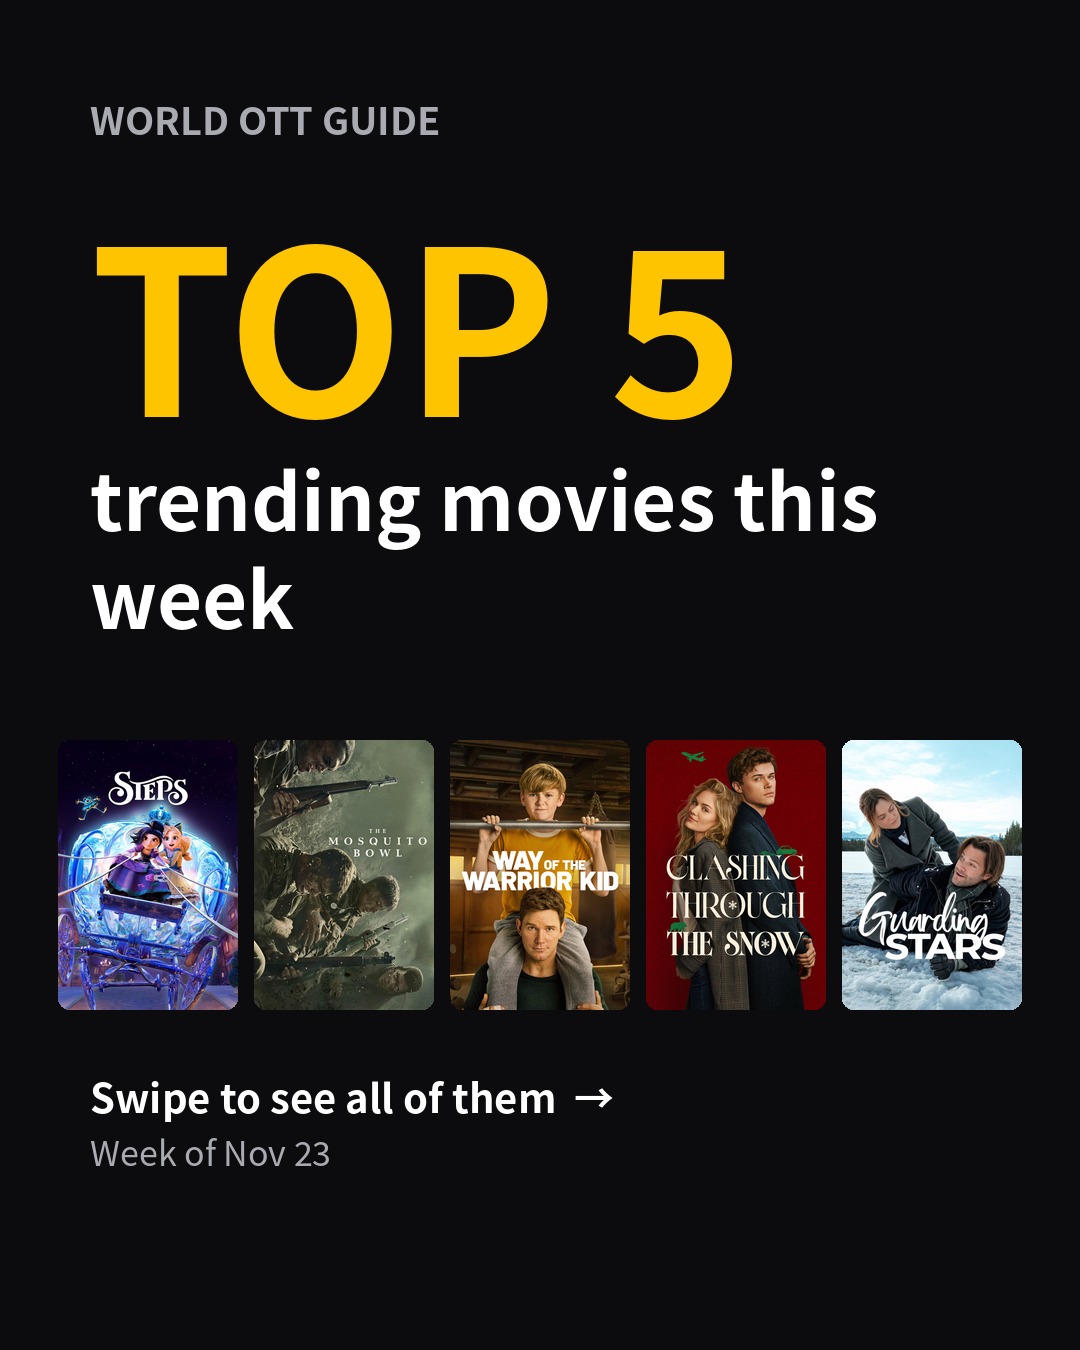 WORLD OTT GUIDE
TOP 5
trending movies this
week
STEPS
THE
MOSQUITO
BOWL
WAY OF THE
WARRIOR KID
CLASHING
THROUGH
THE SNOW
Guarding
STARS
Swipe to see all of them →
Week of Nov 23